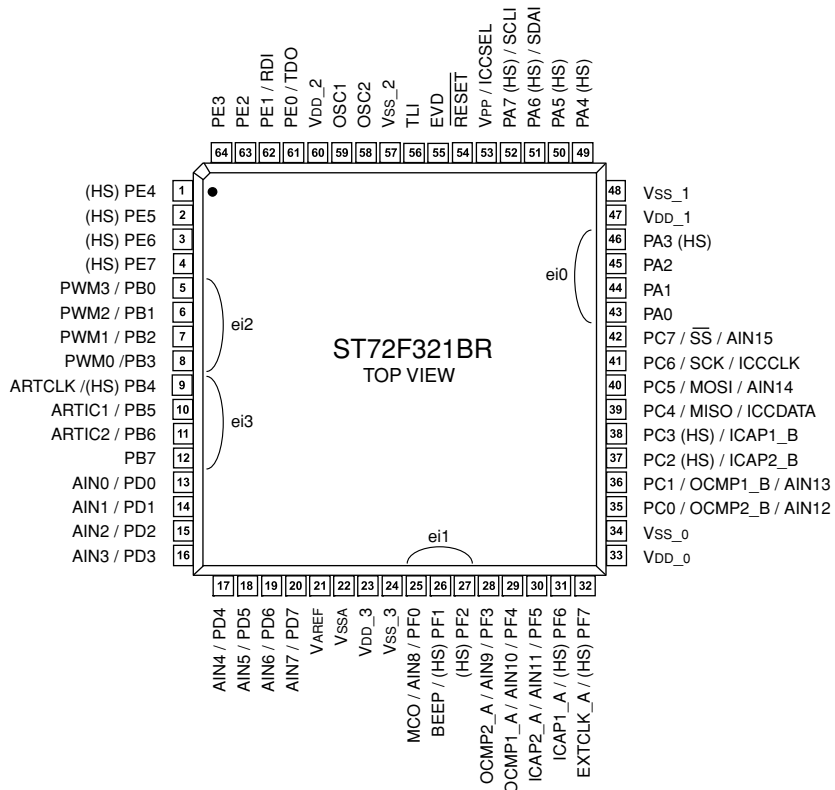 PE3
PE2
PE1 / RDI
PE0 / TDO
VDD_2
OSC1
OSC2
VSS_2
TLI
EVD
RESET
VPP / ICCSEL
PA7 (HS) / SCLI
PA6 (HS) / SDAI
PA5 (HS)
PA4 (HS)
64 63 62 61 60 59 58 57 56 55 54 53 52 51 50 49
(HS) PE4 1
(HS) PE5 2
(HS) PE6 3
(HS) PE7 4
PWM3 / PB0 5
PWM2 / PB1 6
PWM1 / PB2 7
PWM0 /PB3 8
ARTCLK /(HS) PB4 9
ARTIC1 / PB5 10
ARTIC2 / PB6 11
PB7 12
AIN0 / PD0 13
AIN1 / PD1 14
AIN2 / PD2 15
AIN3 / PD3 16
ei2
ei3
ST72F321BR
TOP VIEW
ei0
ei1
48 VSS_1
47 VDD_1
46 PA3 (HS)
45 PA2
44 PA1
43 PA0
42 PC7 / SS / AIN15
41 PC6 / SCK / ICCCLK
40 PC5 / MOSI / AIN14
39 PC4 / MISO / ICCDATA
38 PC3 (HS) / ICAP1_B
37 PC2 (HS) / ICAP2_B
36 PC1 / OCMP1_B / AIN13
35 PC0 / OCMP2_B / AIN12
34 VSS_0
33 VDD_0
17 18 19 20 21 22 23 24 25 26 27 28 29 30 31 32
AIN4 / PD4
AIN5 / PD5
AIN6 / PD6
AIN7 / PD7
VAREF
VSSA
VDD_3
VSS_3
MCO / AIN8 / PF0
BEEP / (HS) PF1
(HS) PF2
OCMP2_A / AIN9 / PF3
OCMP1_A / AIN10 / PF4
ICAP2_A / AIN11 / PF5
ICAP1_A / (HS) PF6
EXTCLK_A / (HS) PF7